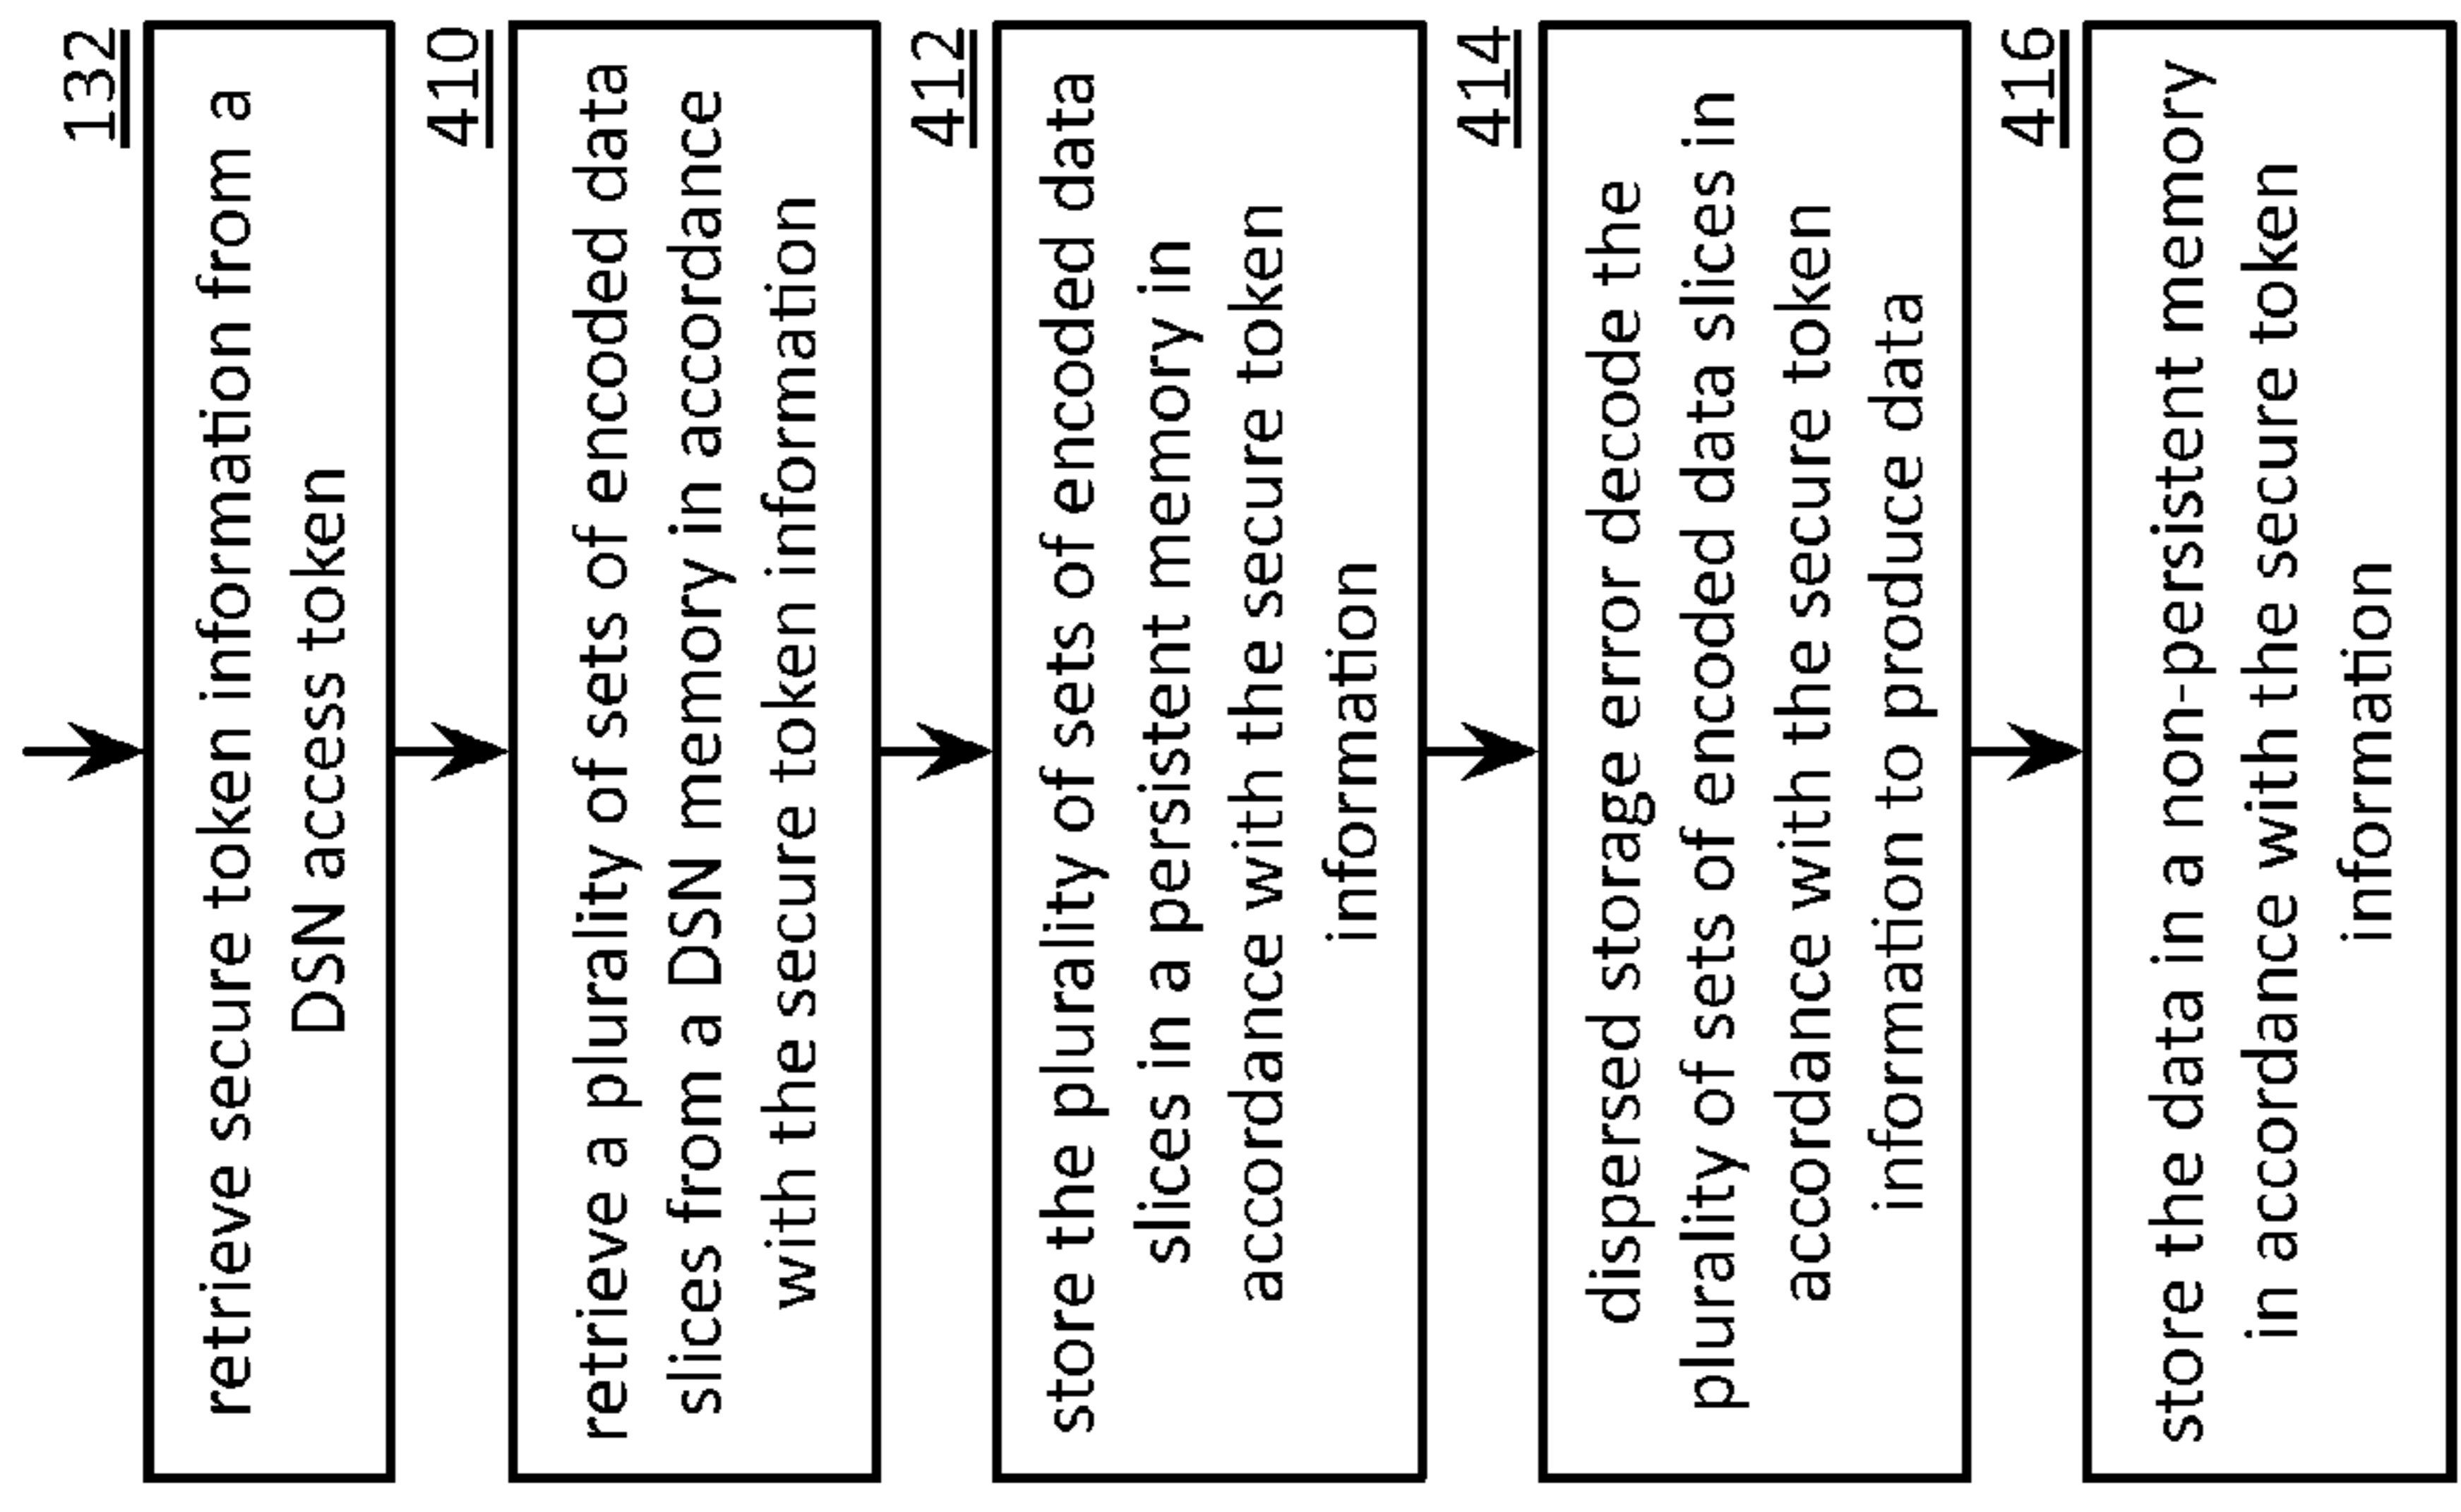 132
retrieve secure token information from a
DSN access token
410
retrieve a plurality of sets of encoded data
slices from a DSN memory in accordance
with the secure token information
412
store the plurality of sets of encoded data
slices in a persistent memory in
accordance with the secure token
information
414
dispersed storage error decode the
plurality of sets of encoded data slices in
accordance with the secure token
information to produce data
416
store the data in a non-persistent memory
in accordance with the secure token
information